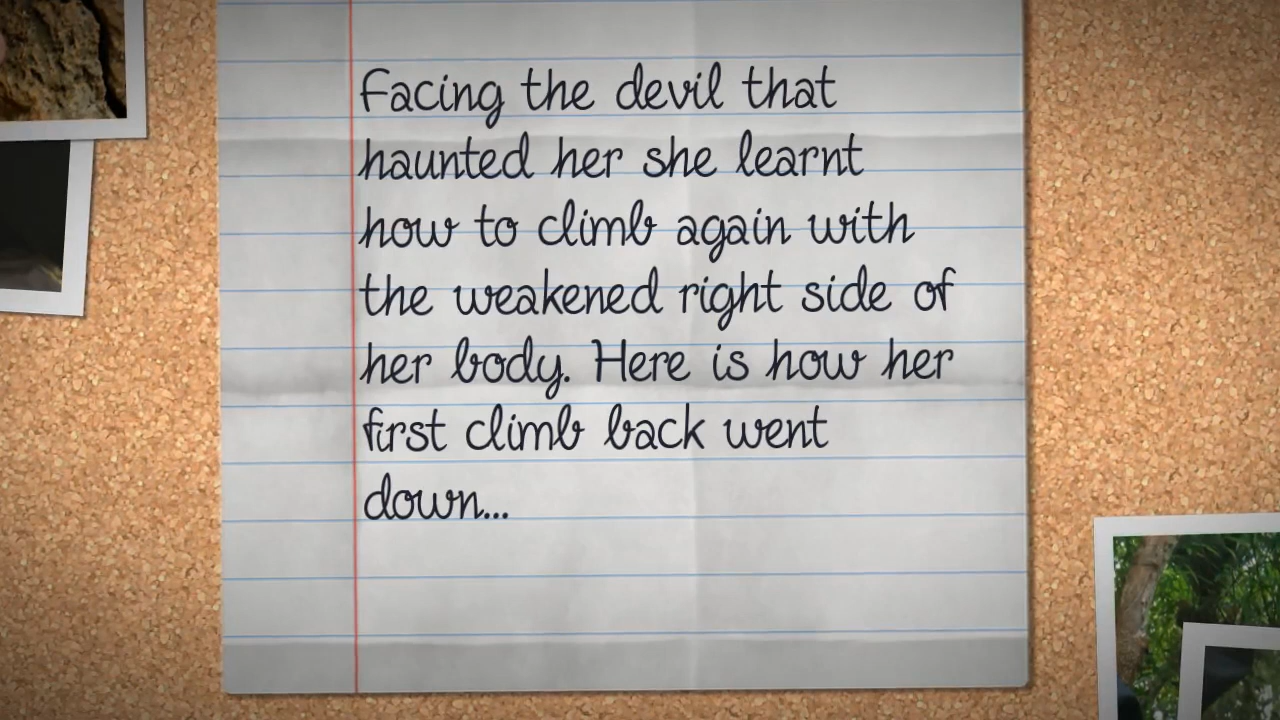 Facing the devil that
haunted her she learnt
how to climb again with
the weakened right side of
her body. Here is how her
first climb back went
down...